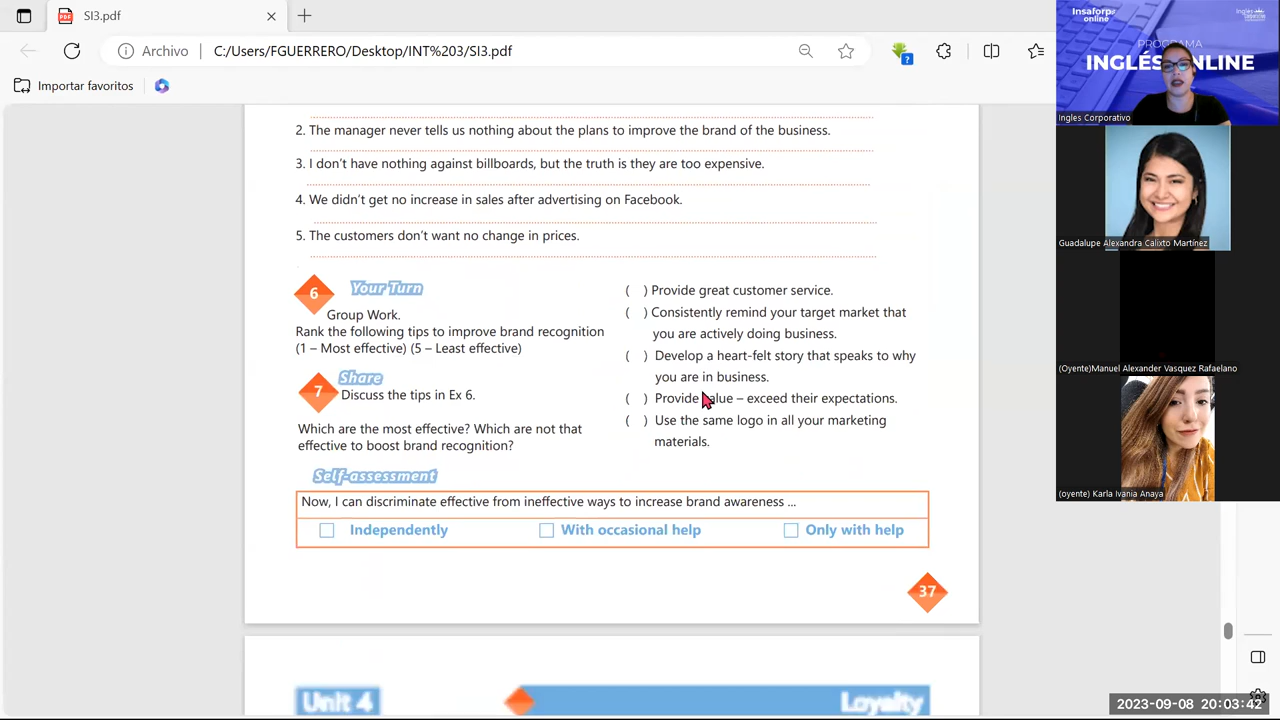 SI3.pdf
Archivo
C:/Users/FGUERRERO/Desktop/INT%203/SI3.pdf
Importar favoritos
2. The manager never tells us nothing about the plans to improve the brand of the business.
3. I don't have nothing against billboards, but the truth is they are too expensive.
4. We didn't get no increase in sales after advertising on Facebook.
5. The customers don't want no change in prices.
6
Your Turn
Group Work.
Rank the following tips to improve brand recognition
(1 – Most effective) (5 – Least effective)
7
Share
Discuss the tips in Ex 6.
Which are the most effective? Which are not that
effective to boost brand recognition?
( ) Provide great customer service.
( ) Consistently remind your target market that
you are actively doing business.
( ) Develop a heart-felt story that speaks to why
you are in business.
( ) Provide value – exceed their expectations.
( ) Use the same logo in all your marketing
materials.
Self-assessment
Now, I can discriminate effective from ineffective ways to increase brand awareness ...
Independently
With occasional help
Only with help
37
Unit 4
Loyalty
Insaforp
online
PROGRAMA
INGLÉS ONLINE
Ingles Corporativo
Guadalupe Alexandra Calixto Martínez
(Oyente)Manuel Alexander Vasquez Rafaelano
(oyente) Karla Ivania Anaya
2023-09-08 20:03:42